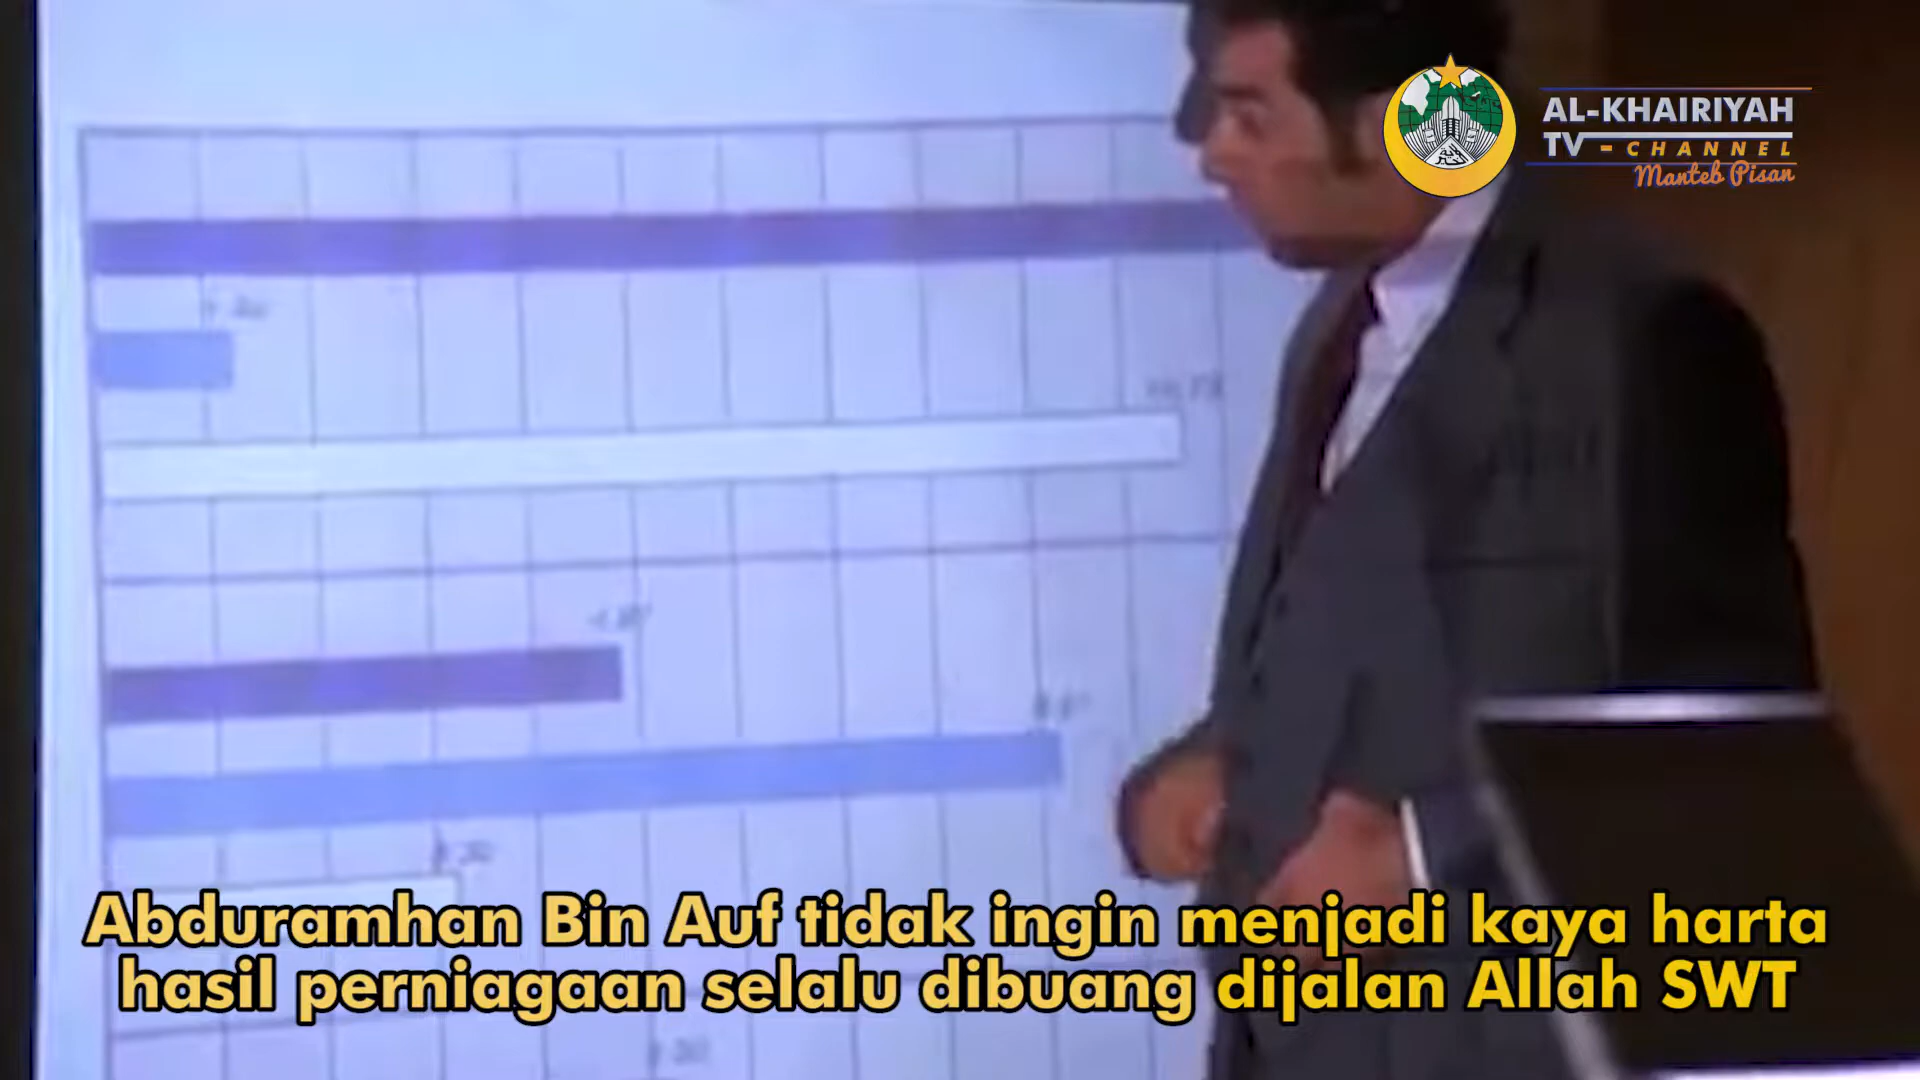 AL-KHAIRIYAH
TV - CHANNEL
Manteb Pisan
Abduramhan Bin Auf tidak ingin menjadi kaya harta
hasil perniagaan selalu dibuang dijalan Allah SWT